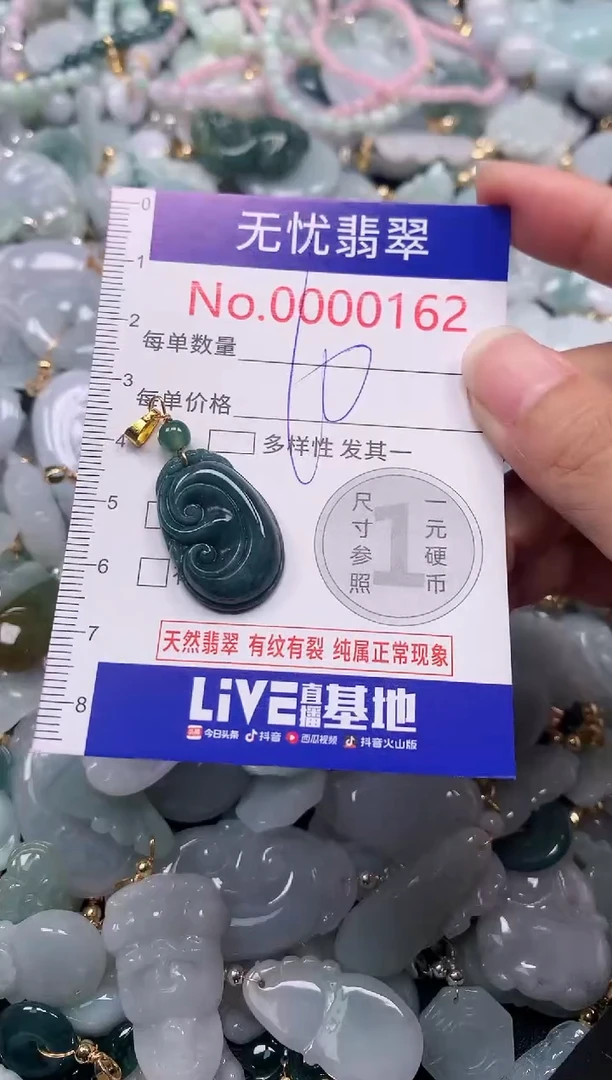 0
1
2
3
4
5
6
7
8
无忧翡翠
No.0000162
每单数量
每单价格
多样性 发其一
尺寸参照
1
一元硬币
天然翡翠 有纹有裂 纯属正常现象
LiVE直播基地
今日头条 抖音 西瓜视频 抖音火山版